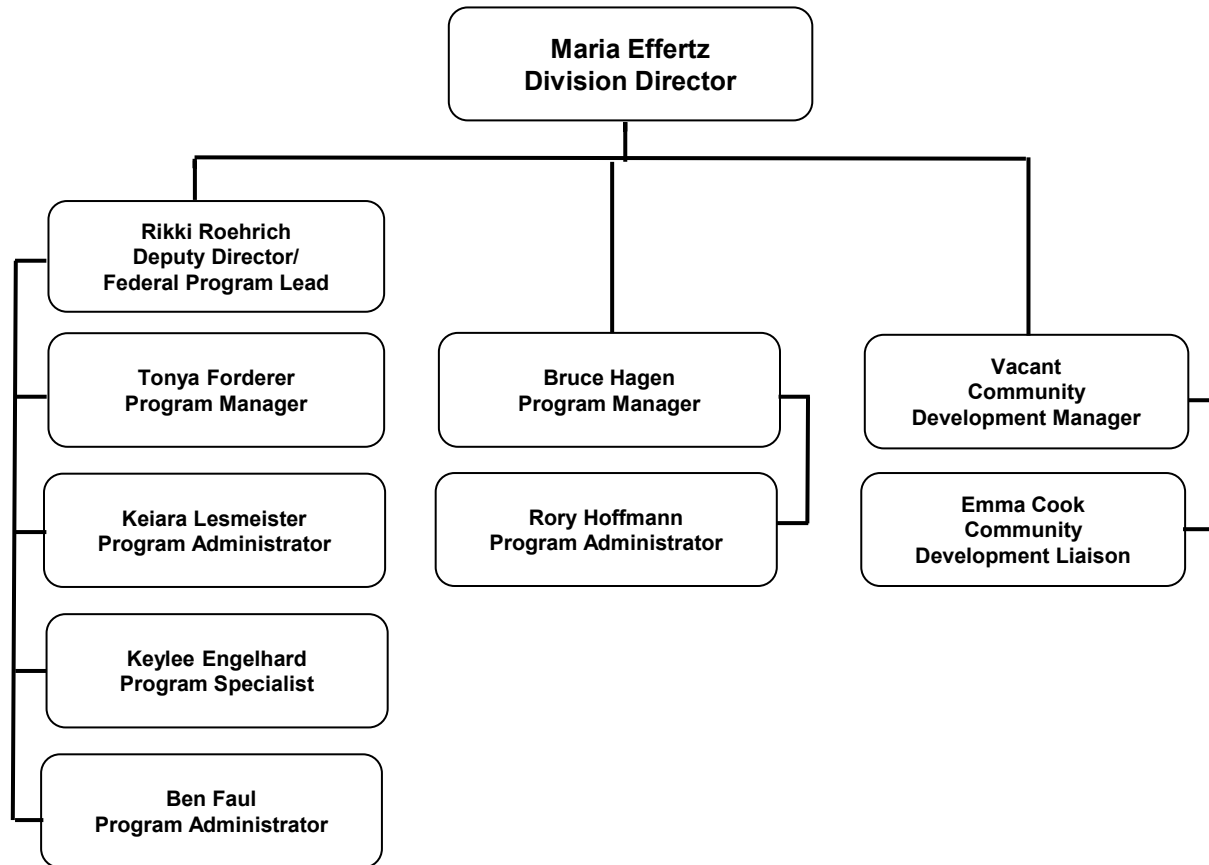 Maria Effertz
Division Director
Rikki Roehrich
Deputy Director/
Federal Program Lead
Tonya Forderer
Program Manager
Keiara Lesmeister
Program Administrator
Keylee Engelhard
Program Specialist
Ben Faul
Program Administrator
Bruce Hagen
Program Manager
Rory Hoffmann
Program Administrator
Vacant
Community
Development Manager
Emma Cook
Community
Development Liaison